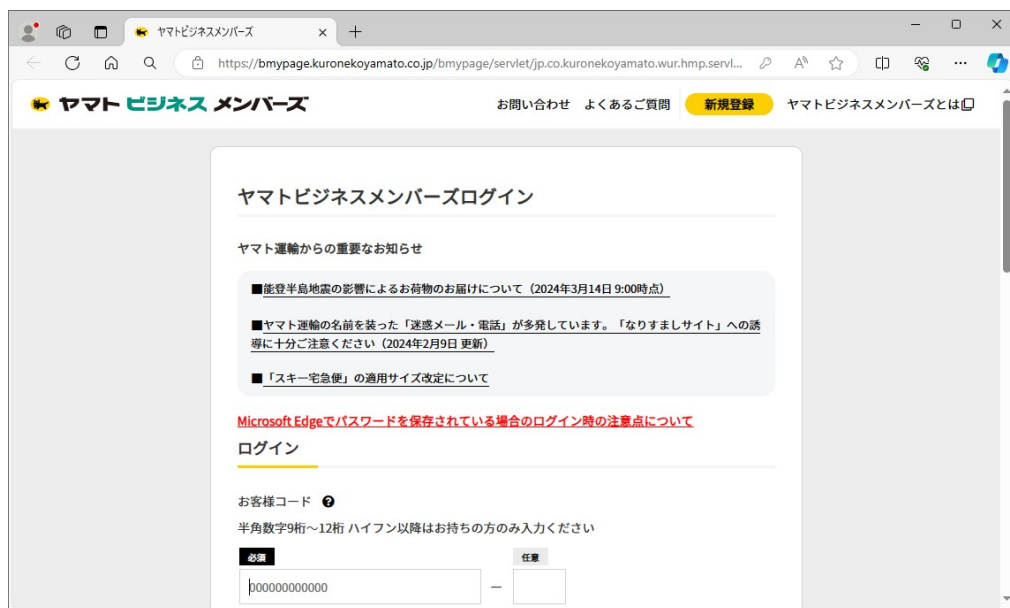 ヤマトビジネスメンバーズ
https://bmypage.kuronekoyamato.co.jp/bmypage/servlet/jp.co.kuronekoyamato.wur.hmp.servl...
ヤマト ビジネス メンバーズ
お問い合わせ よくあるご質問 新規登録 ヤマトビジネスメンバーズとは
ヤマトビジネスメンバーズログイン
ヤマト運輸からの重要なお知らせ
■能登半島地震の影響によるお荷物のお届けについて（2024年3月14日 9:00時点）
■ヤマト運輸の名前を装った「迷惑メール・電話」が多発しています。「なりすましサイト」への誘
導に十分ご注意ください（2024年2月9日 更新）
■「スキー宅急便」の適用サイズ改定について
Microsoft Edgeでパスワードを保存されている場合のログイン時の注意点について
ログイン
お客様コード
半角数字9桁～12桁 ハイフン以降はお持ちの方のみ入力ください
必須 任意
000000000000 －